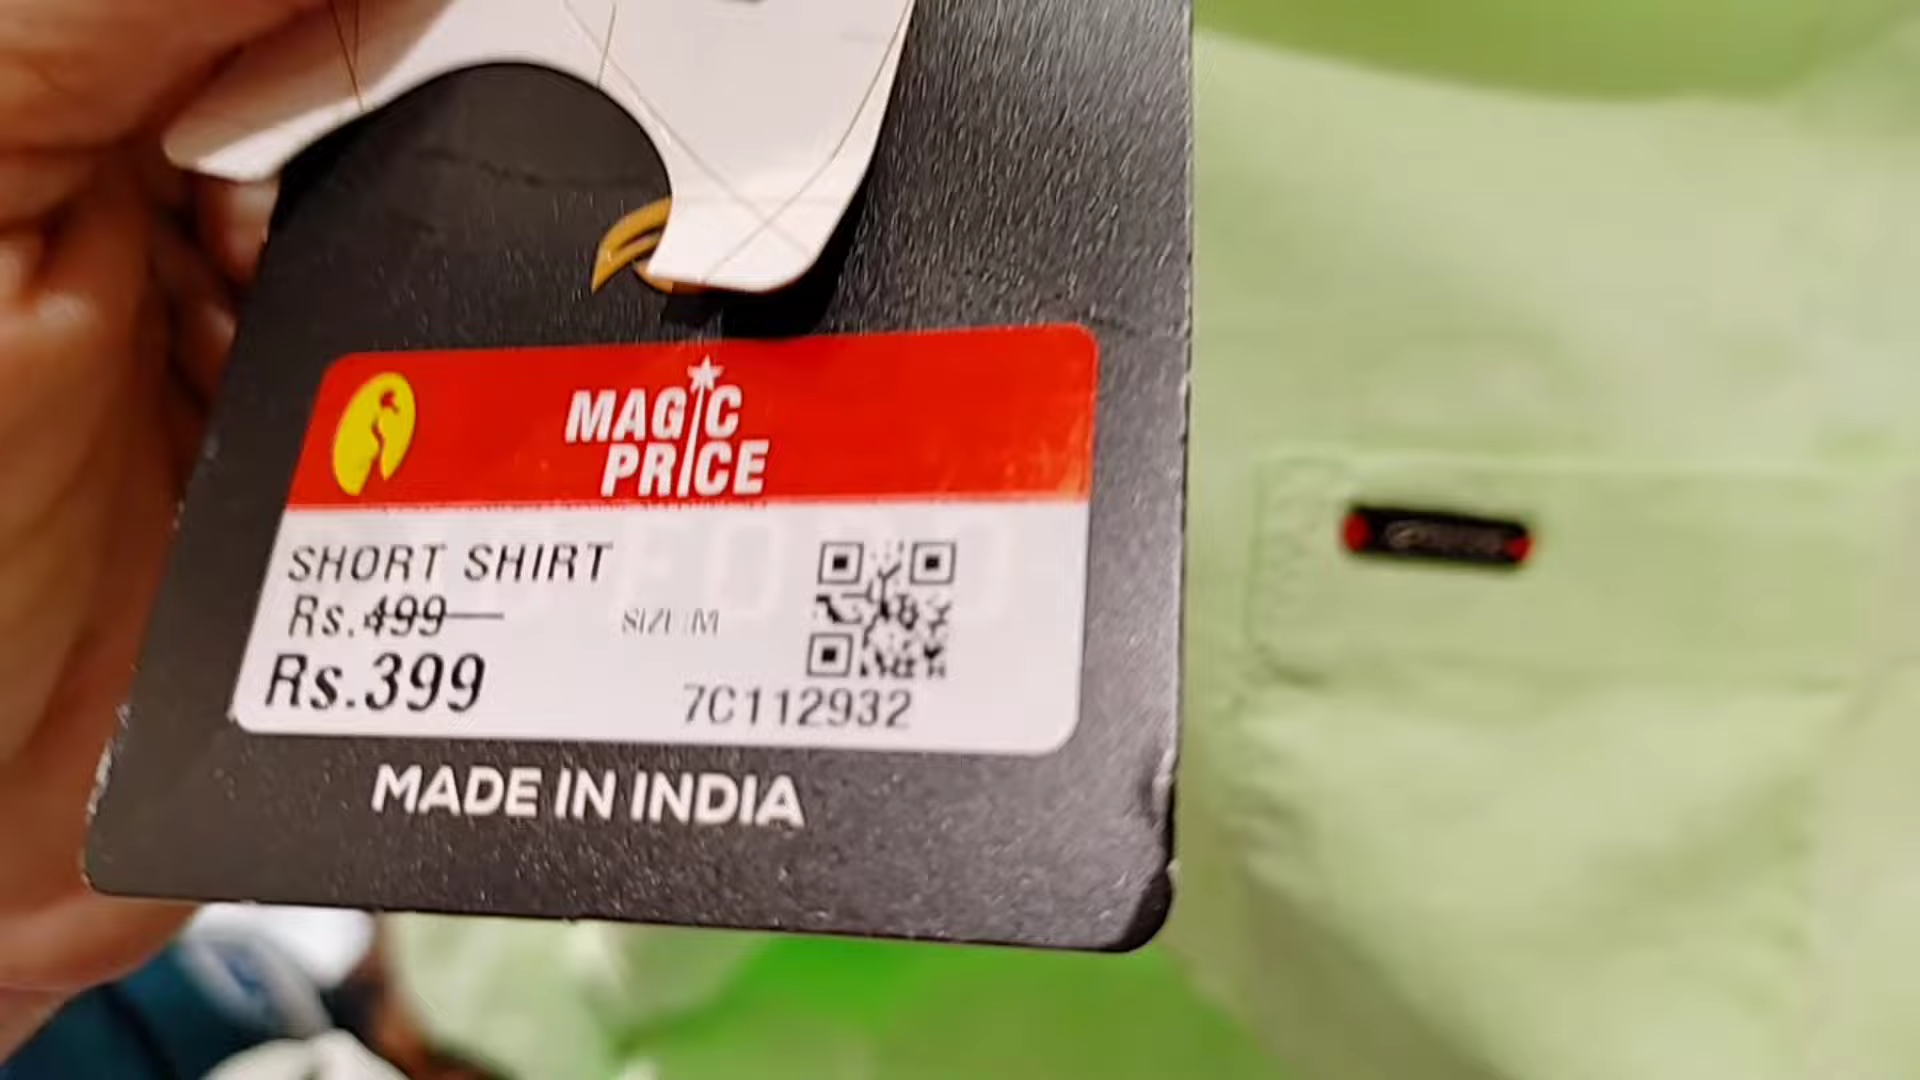 MAGIC
PRICE
SHORT SHIRT
Rs.499
SIZE:M
Rs.399
7C112932
MADE IN INDIA